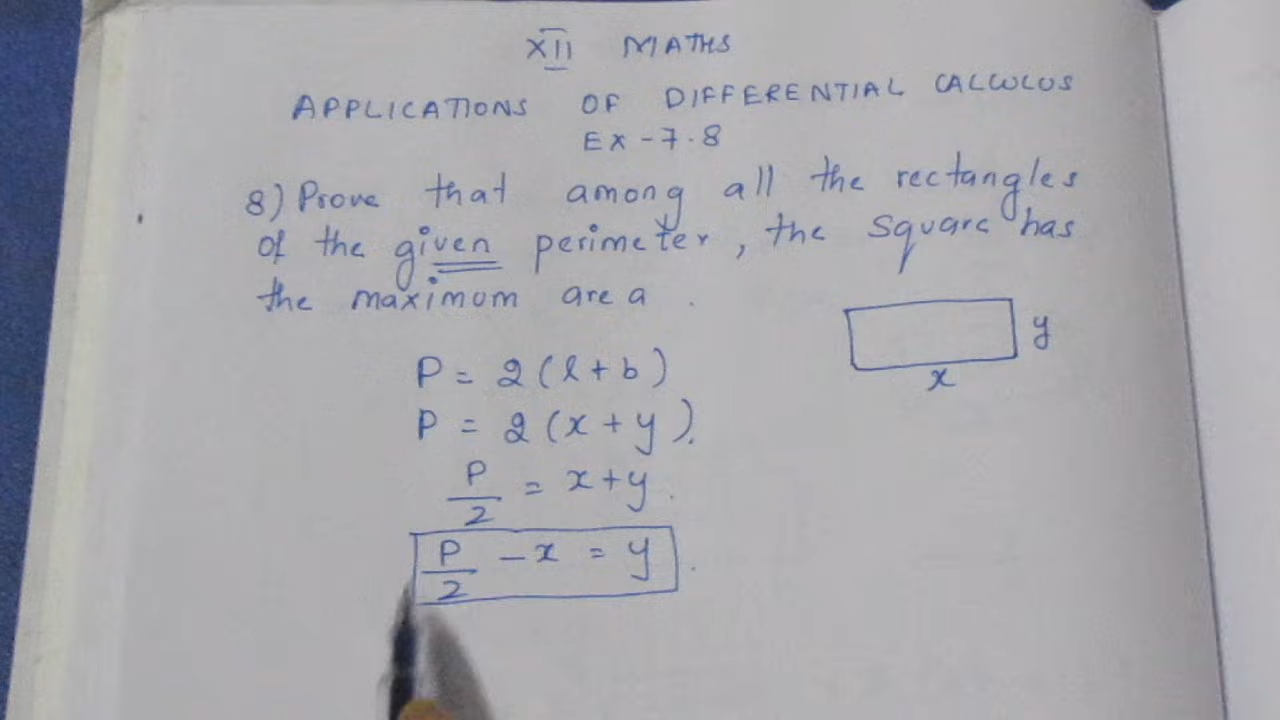 XII MATHS
APPLICATIONS OF DIFFERENTIAL CALCULUS
EX-7.8
8) Prove that among all the rectangles
of the given perimeter, the square has
the maximum area.
P = 2(l+b)
P = 2(x+y).
P/2 = x+y.
P/2 - x = y.
y
x